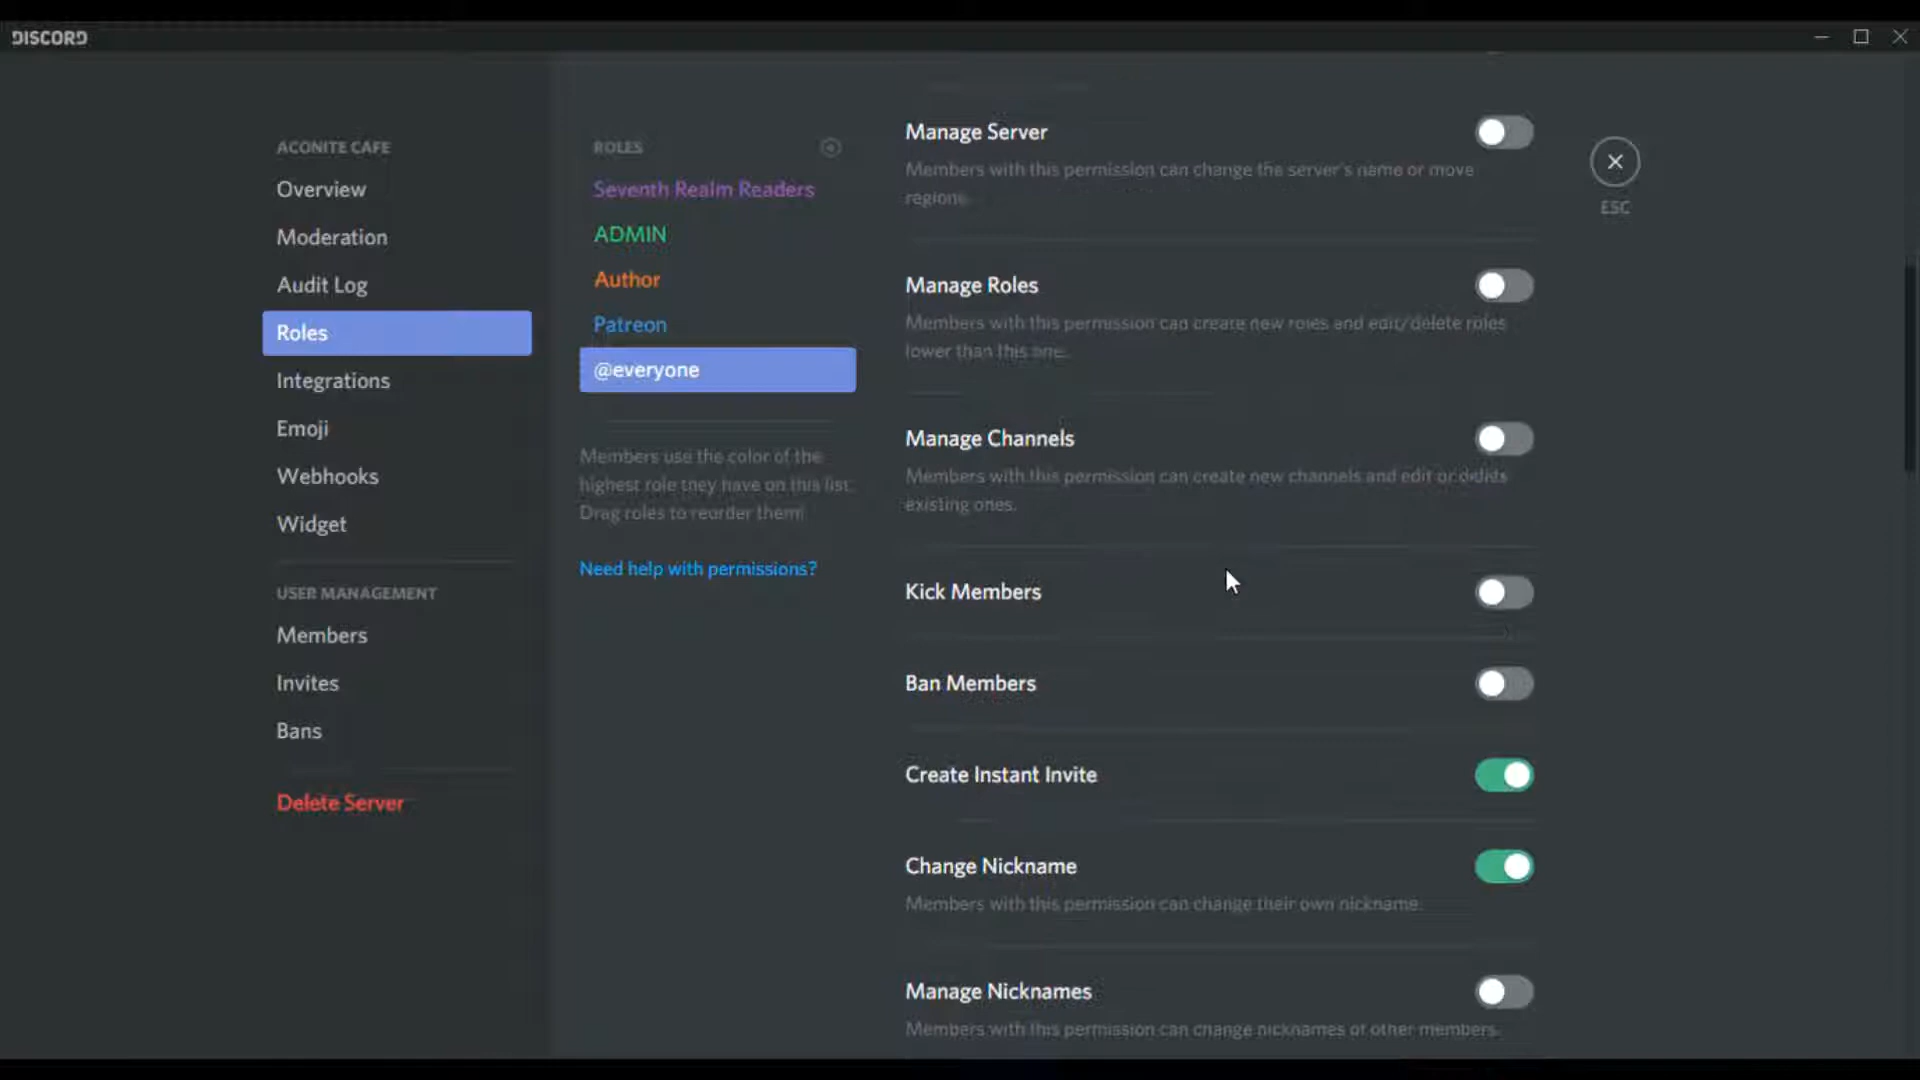 DISCORD
ACONITE CAFE
Overview
Moderation
Audit Log
Roles
Integrations
Emoji
Webhooks
Widget
USER MANAGEMENT
Members
Invites
Bans
Delete Server
ROLES
Seventh Realm Readers
ADMIN
Author
Patreon
@everyone
Members use the color of the
highest role they have on this list.
Drag roles to reorder them!
Need help with permissions?
Manage Server
Members with this permission can change the server's name or move
regions.
Manage Roles
Members with this permission can create new roles and edit/delete roles
lower than this one.
Manage Channels
Members with this permission can create new channels and edit or delete
existing ones.
Kick Members
Ban Members
Create Instant Invite
Change Nickname
Members with this permission can change their own nickname.
Manage Nicknames
Members with this permission can change nicknames of other members.
ESC